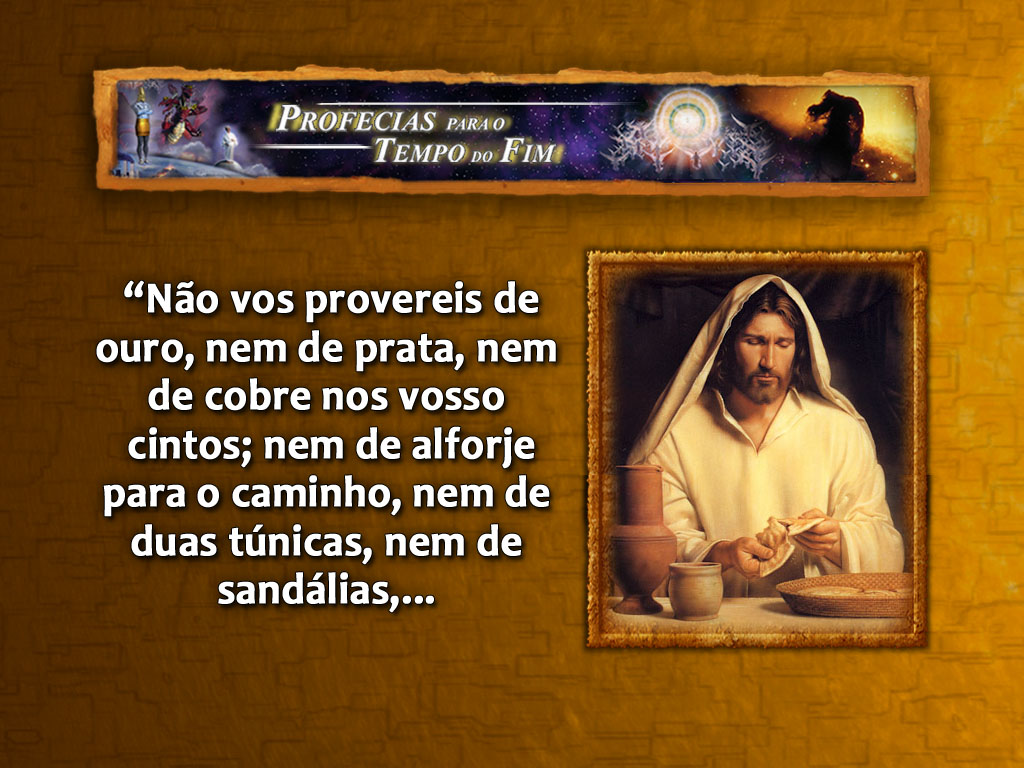 PROFECIAS PARA O
TEMPO DO FIM
“Não vos provereis de
ouro, nem de prata, nem
de cobre nos vosso
cintos; nem de alforje
para o caminho, nem de
duas túnicas, nem de
sandálias,...